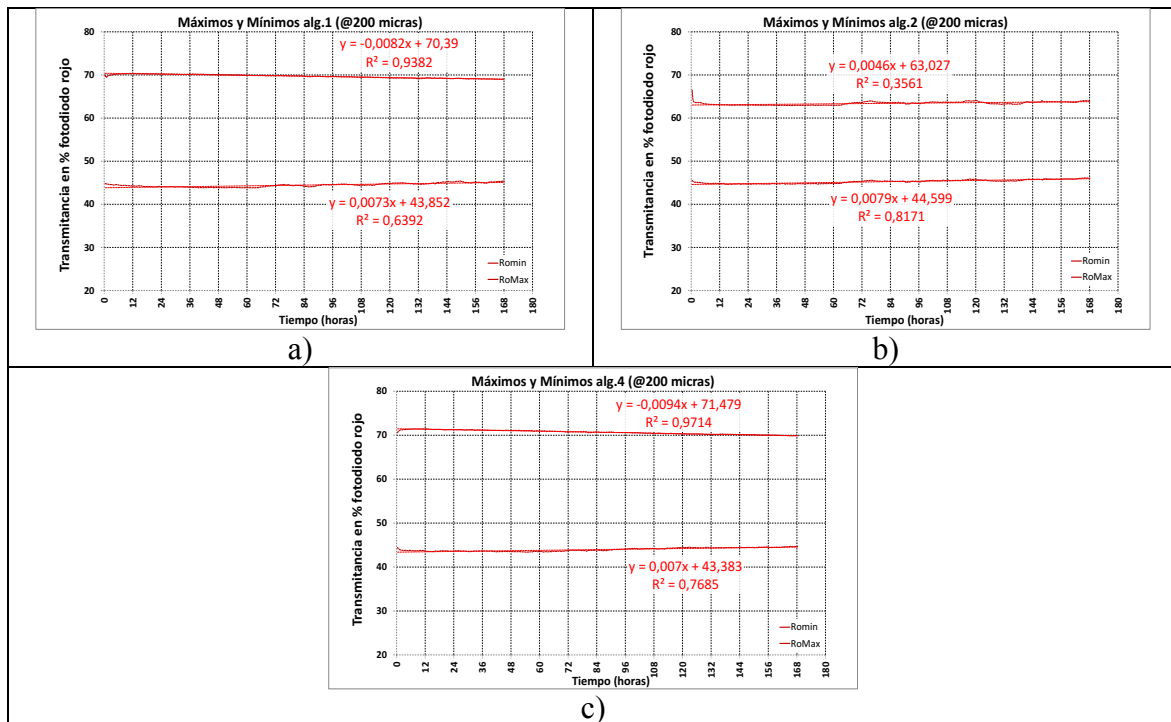 Máximos y Mínimos alg.1 (@200 micras)
Transmitancia en % fotodiodo rojo
80
70
60
50
40
30
20
y = -0,0082x + 70,39
R² = 0,9382
y = 0,0073x + 43,852
R² = 0,6392
Romin
RoMax
0 12 24 36 48 60 72 84 96 108 120 132 144 156 168 180
Tiempo (horas)
a)
Máximos y Mínimos alg.2 (@200 micras)
Transmitancia en % fotodiodo rojo
80
70
60
50
40
30
20
y = 0,0046x + 63,027
R² = 0,3561
y = 0,0079x + 44,599
R² = 0,8171
Romin
RoMax
0 12 24 36 48 60 72 84 96 108 120 132 144 156 168 180
Tiempo (horas)
b)
Máximos y Mínimos alg.4 (@200 micras)
Transmitancia en % fotodiodo rojo
80
70
60
50
40
30
20
y = -0,0094x + 71,479
R² = 0,9714
y = 0,007x + 43,383
R² = 0,7685
Romin
RoMax
0 12 24 36 48 60 72 84 96 108 120 132 144 156 168 180
Tiempo (horas)
c)